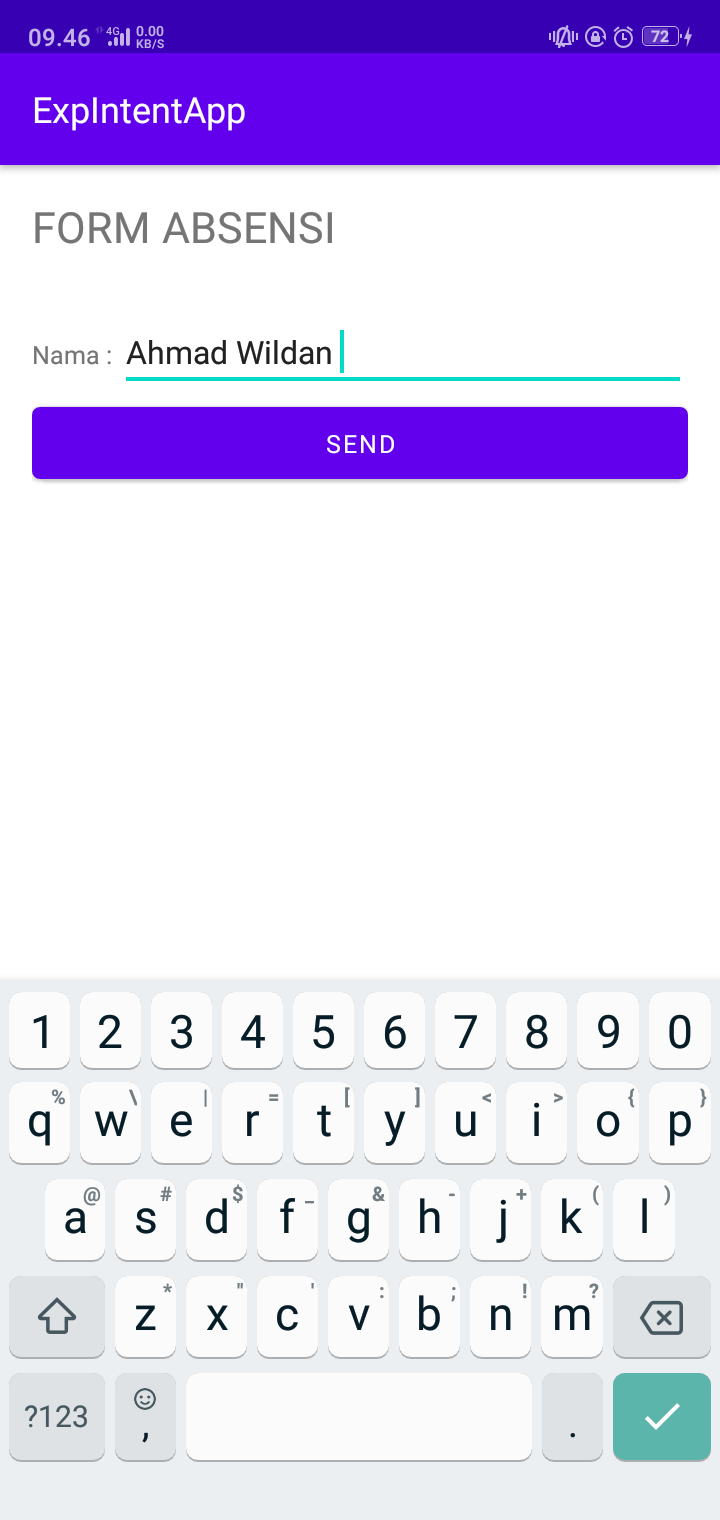 09.46 4G 0.00 KB/S 72
ExpIntentApp
FORM ABSENSI
Nama : Ahmad Wildan
SEND
1 2 3 4 5 6 7 8 9 0
% \ | = [ ] < > { }
q w e r t y u i o p
@ # $ _ & - + ( )
a s d f g h j k l
* " ' : ; ! ?
z x c v b n m
?123 , .